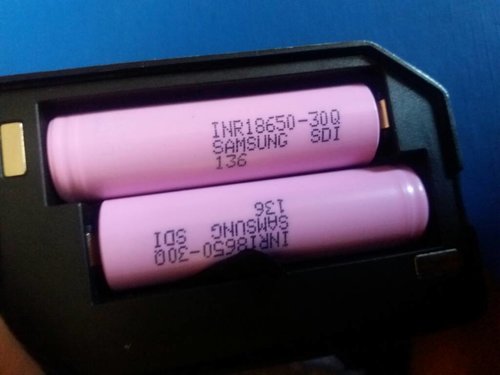 INR18650-30Q
SAMSUNG SDI
136
INR18650-30Q
SAMSUNG SDI
136